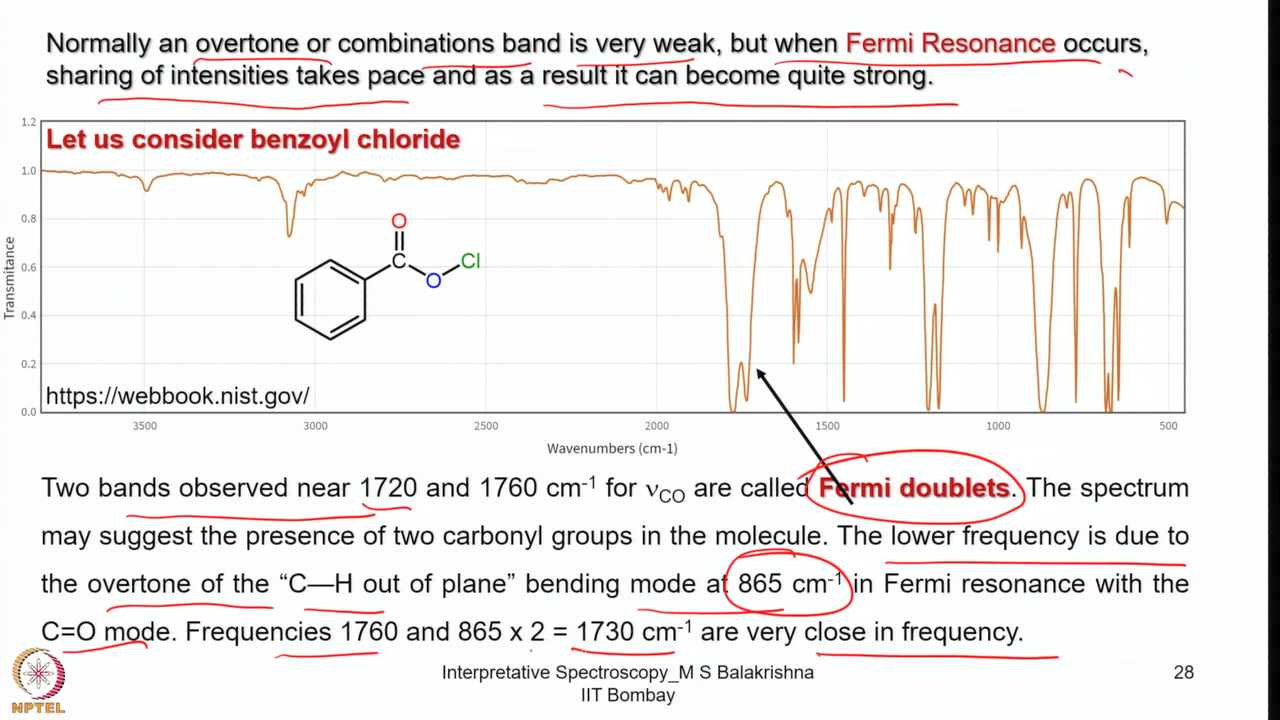 Normally an overtone or combinations band is very weak, but when Fermi Resonance occurs,
sharing of intensities takes pace and as a result it can become quite strong.
Let us consider benzoyl chloride
1.2
1.0
0.8
0.6
0.4
0.2
0.0
Transmitance
O
C
O
Cl
https://webbook.nist.gov/
3500 3000 2500 2000 1500 1000 500
Wavenumbers (cm-1)
Two bands observed near 1720 and 1760 cm-1 for νCO are called Fermi doublets. The spectrum
may suggest the presence of two carbonyl groups in the molecule. The lower frequency is due to
the overtone of the “C—H out of plane” bending mode at 865 cm-1 in Fermi resonance with the
C=O mode. Frequencies 1760 and 865 x 2 = 1730 cm-1 are very close in frequency.
NPTEL
Interpretative Spectroscopy_M S Balakrishna
IIT Bombay
28